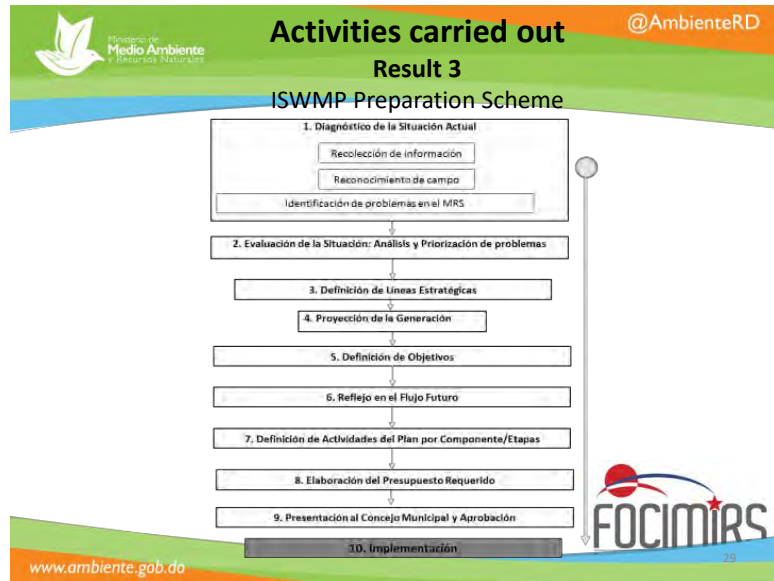 Ministerio de
Medio Ambiente
y Recursos Naturales
@AmbienteRD
Activities carried out
Result 3
ISWMP Preparation Scheme
1. Diagnóstico de la Situación Actual
Recolección de información
Reconocimiento de campo
Identificación de problemas en el MRS
2. Evaluación de la Situación: Análisis y Priorización de problemas
3. Definición de Líneas Estratégicas
4. Proyección de la Generación
5. Definición de Objetivos
6. Reflejo en el Flujo Futuro
7. Definición de Actividades del Plan por Componente/Etapas
8. Elaboración del Presupuesto Requerido
9. Presentación al Concejo Municipal y Aprobación
10. Implementación
FOCIMIRS
29
www.ambiente.gob.do